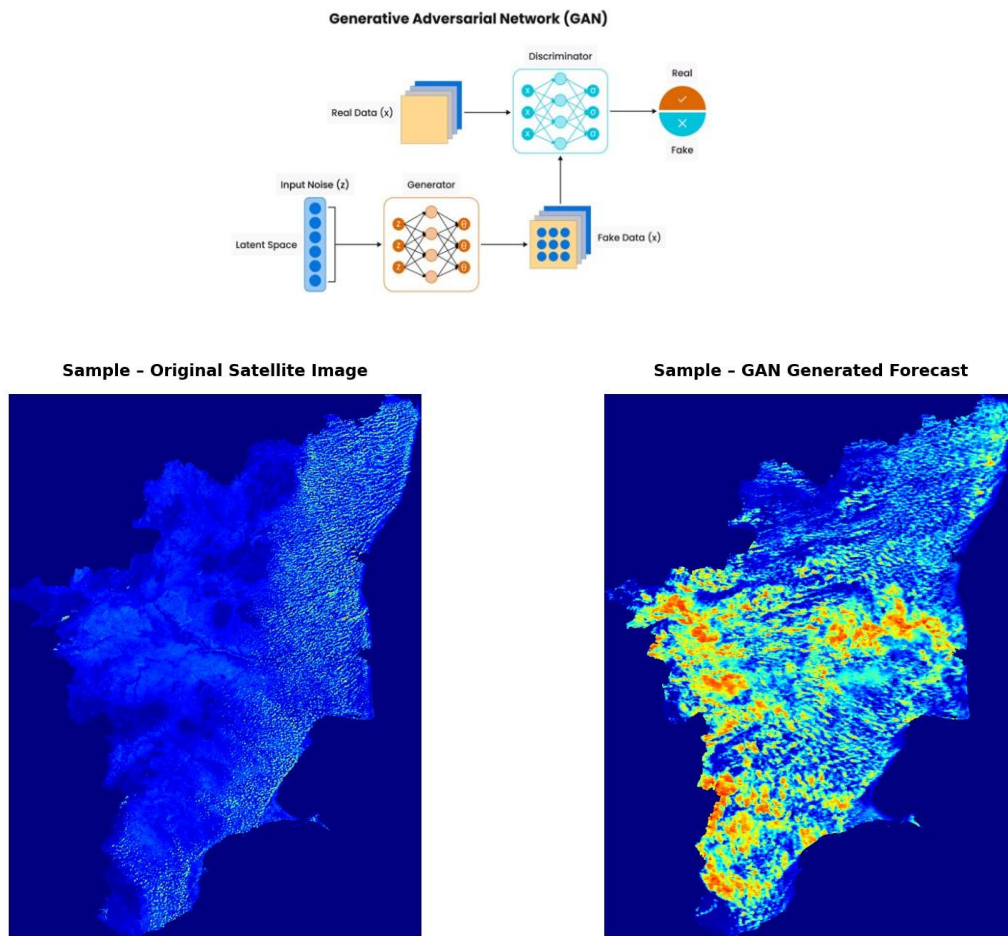 Generative Adversarial Network (GAN)
Discriminator
Real
Real Data (x)
x
x
x
σ
σ
σ
Fake
Input Noise (z)
Generator
Latent Space
z
z
z
Fake Data (x)
Sample – Original Satellite Image
Sample – GAN Generated Forecast